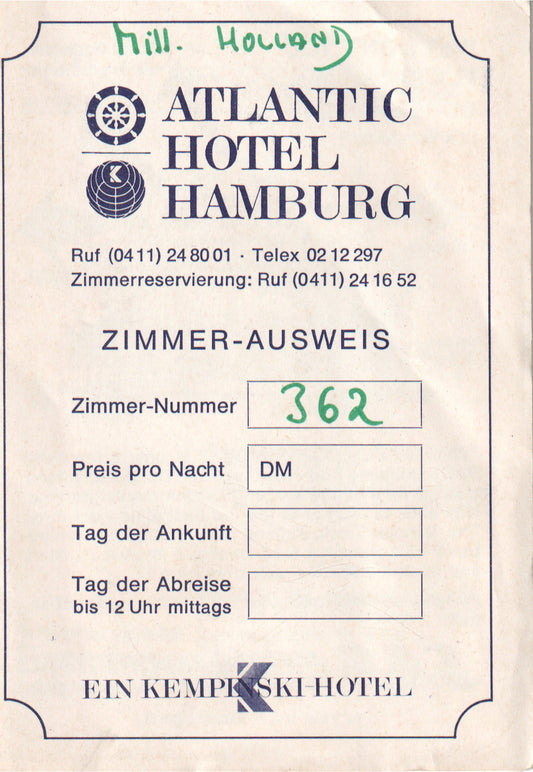 Mill. HOLLAND
ATLANTIC
HOTEL
HAMBURG
Ruf (0411) 24 80 01 · Telex 02 12 297
Zimmerreservierung: Ruf (0411) 24 16 52
ZIMMER-AUSWEIS
Zimmer-Nummer 362
Preis pro Nacht DM
Tag der Ankunft
Tag der Abreise
bis 12 Uhr mittags
EIN KEMPINSKI-HOTEL